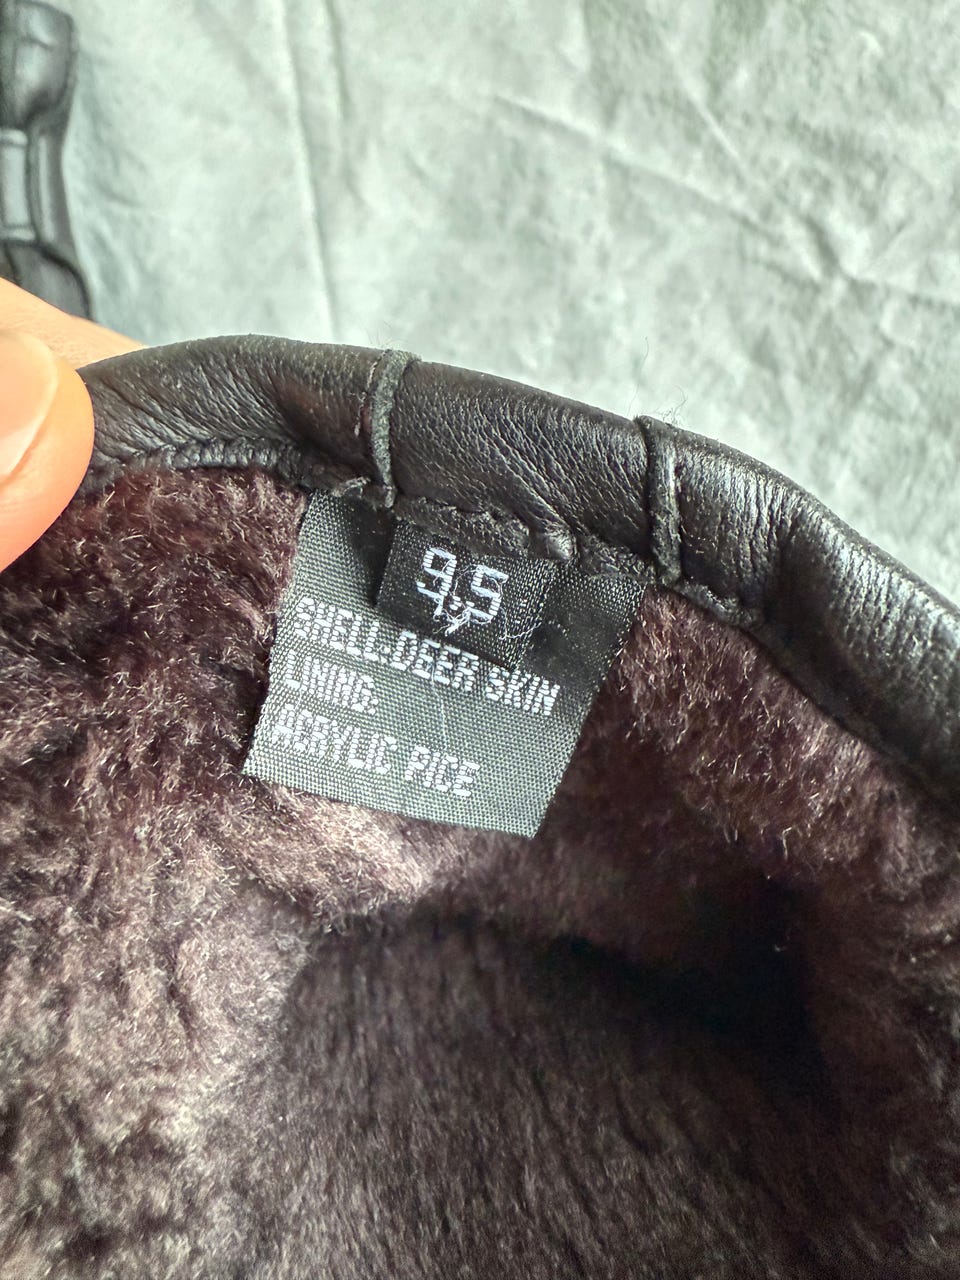 9,5
SHELL:DEER SKIN
LINING:
ACRYLIC PICE